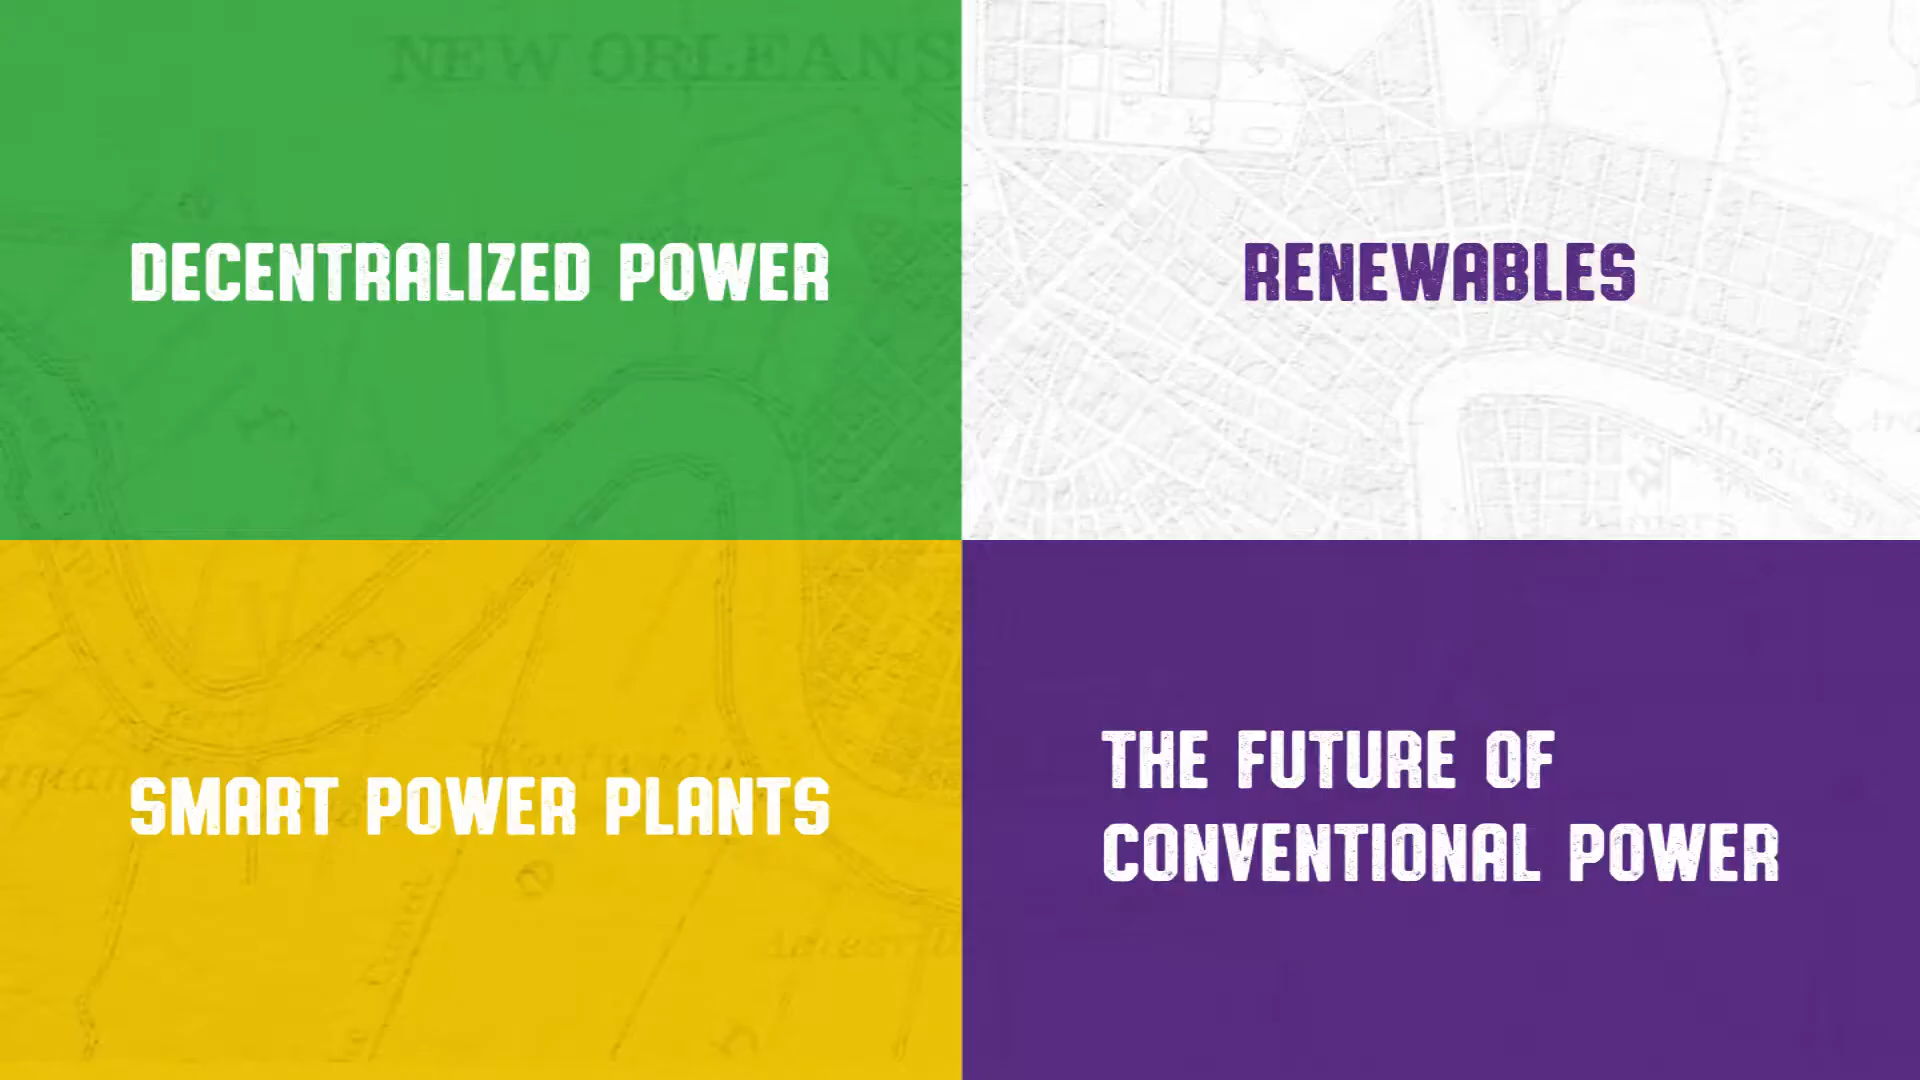 NEW ORLEANS
DECENTRALIZED POWER
RENEWABLES
SMART POWER PLANTS
THE FUTURE OF
CONVENTIONAL POWER